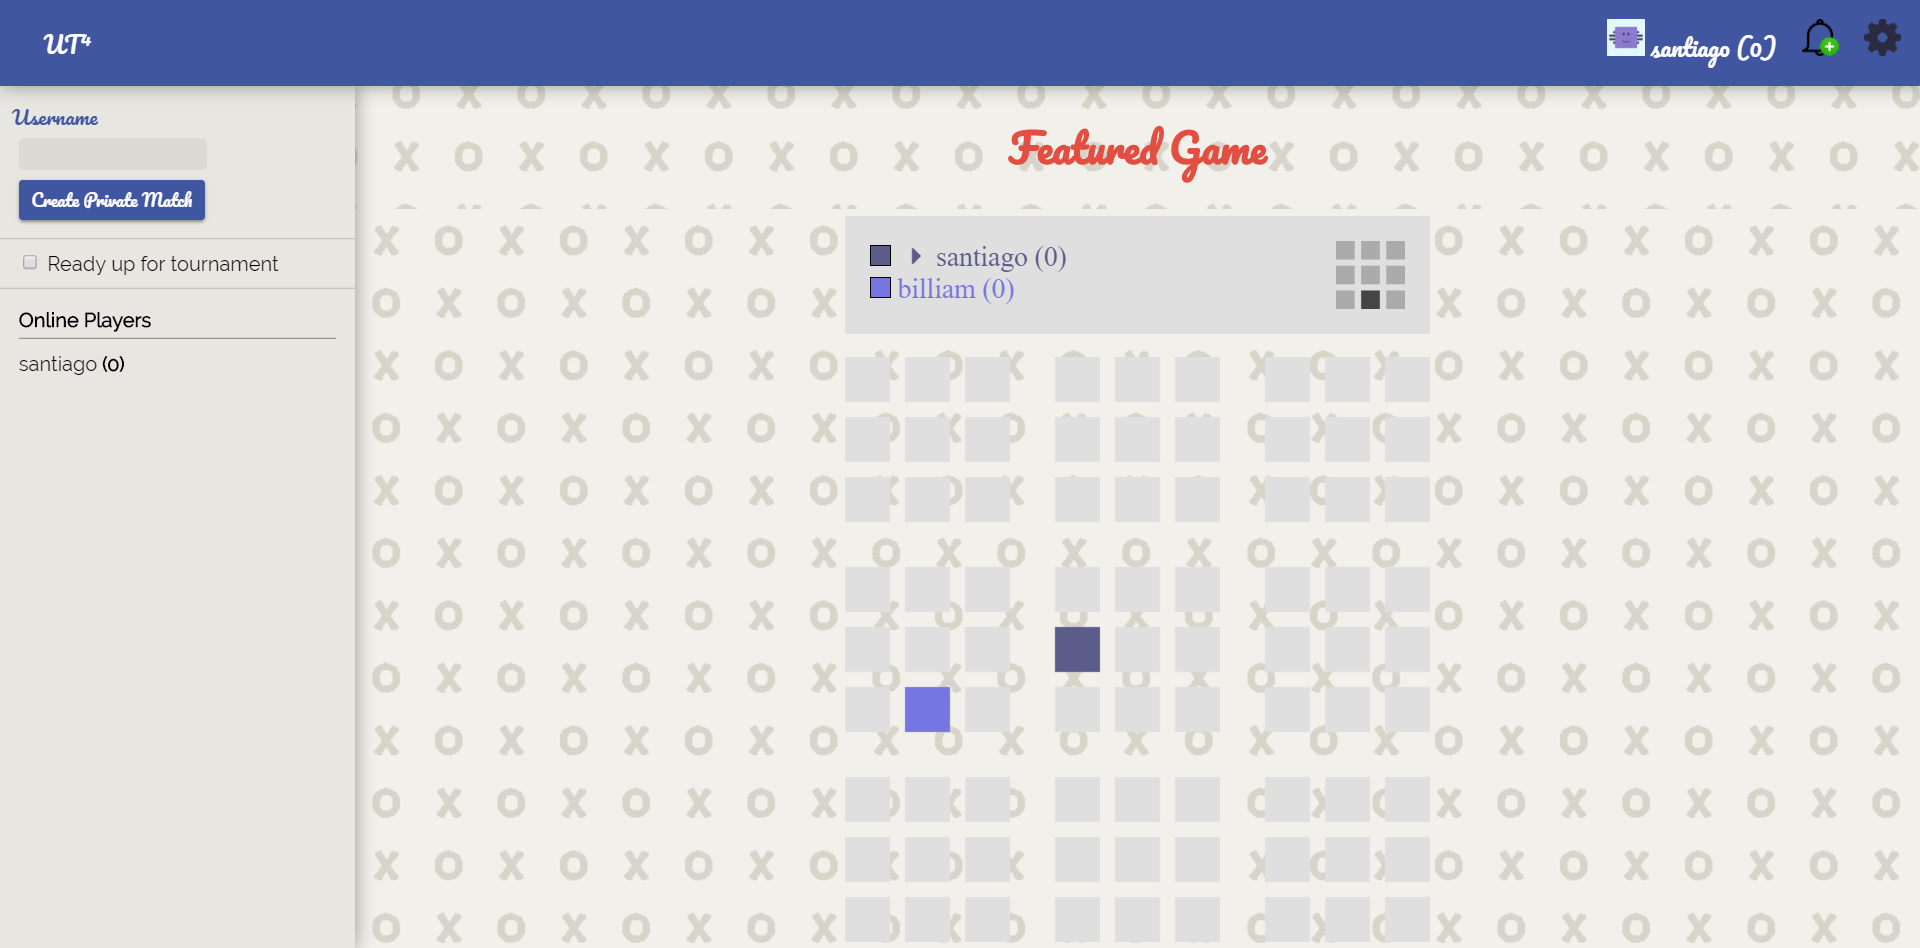 UT⁴
santiago (0)
Username
Create Private Match
Ready up for tournament
Online Players
santiago (0)
Featured Game
santiago (0)
billiam (0)